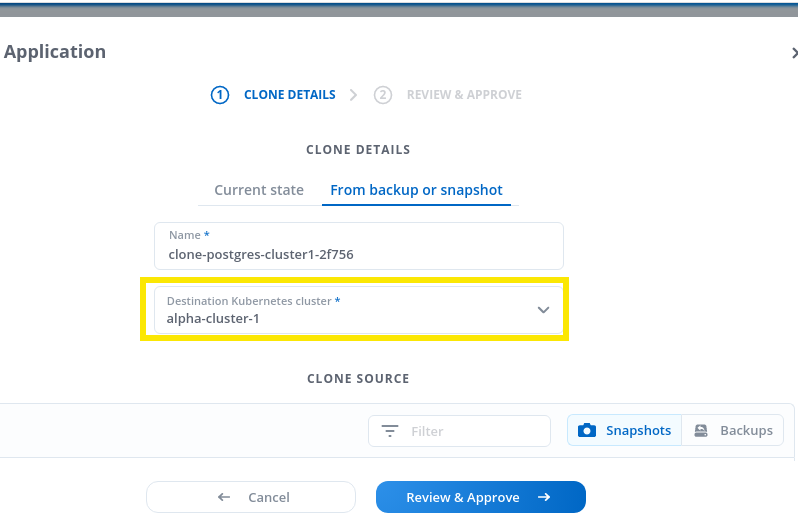 Application
1 CLONE DETAILS 2 REVIEW & APPROVE
CLONE DETAILS
Current state From backup or snapshot
Name *
clone-postgres-cluster1-2f756
Destination Kubernetes cluster *
alpha-cluster-1
CLONE SOURCE
Filter Snapshots Backups
Cancel Review & Approve